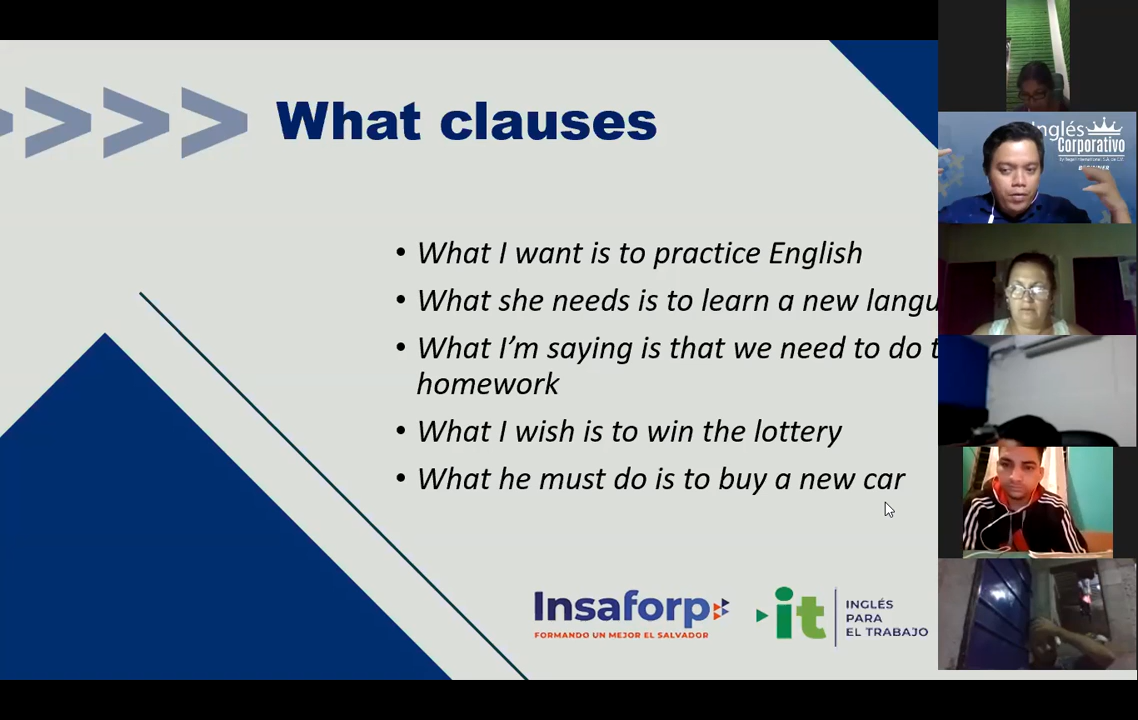 What clauses
• What I want is to practice English
• What she needs is to learn a new langu
• What I'm saying is that we need to do t
homework
• What I wish is to win the lottery
• What he must do is to buy a new car
Insaforp
FORMANDO UN MEJOR EL SALVADOR
it
INGLÉS
PARA
EL TRABAJO
Inglés
Corporativo